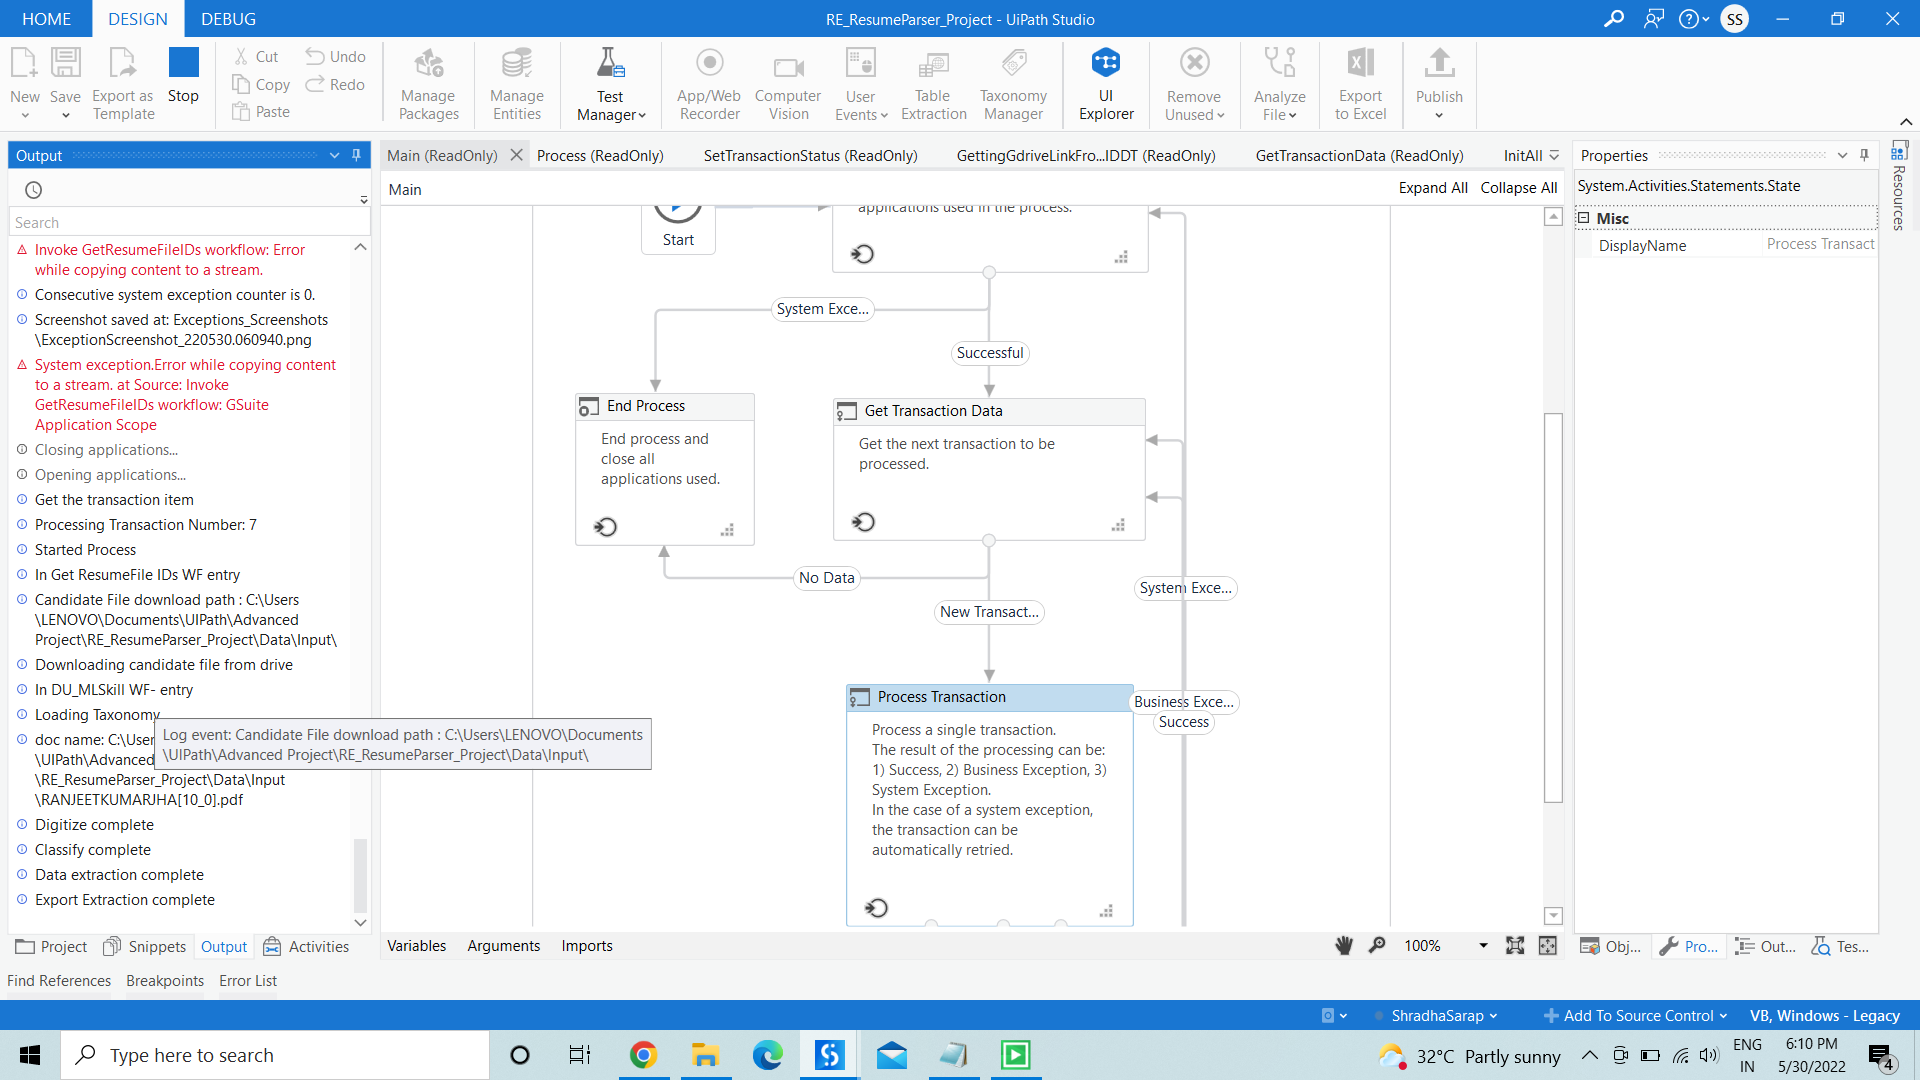 HOME
DESIGN
DEBUG
RE_ResumeParser_Project - UiPath Studio
SS
New
Save
Export as
Template
Stop
Cut
Copy
Paste
Undo
Redo
Manage
Packages
Manage
Entities
Test
Manager
App/Web
Recorder
Computer
Vision
User
Events
Table
Extraction
Taxonomy
Manager
UI
Explorer
Remove
Unused
Analyze
File
Export
to Excel
Publish
Output
Search
Invoke GetResumeFileIDs workflow: Error
while copying content to a stream.
Consecutive system exception counter is 0.
Screenshot saved at: Exceptions_Screenshots
\ExceptionScreenshot_220530.060940.png
System exception.Error while copying content
to a stream. at Source: Invoke
GetResumeFileIDs workflow: GSuite
Application Scope
Closing applications...
Opening applications...
Get the transaction item
Processing Transaction Number: 7
Started Process
In Get ResumeFile IDs WF entry
Candidate File download path : C:\Users
\LENOVO\Documents\UIPath\Advanced
Project\RE_ResumeParser_Project\Data\Input\
Downloading candidate file from drive
In DU_MLSkill WF- entry
Loading Taxonomy
doc name: C:\User
\UIPath\Advanced
\RE_ResumeParser_Project\Data\Input
\RANJEETKUMARJHA[10_0].pdf
Digitize complete
Classify complete
Data extraction complete
Export Extraction complete
Log event: Candidate File download path : C:\Users\LENOVO\Documents
\UIPath\Advanced Project\RE_ResumeParser_Project\Data\Input\
Project
Snippets
Output
Activities
Find References
Breakpoints
Error List
Main (ReadOnly)
Process (ReadOnly)
SetTransactionStatus (ReadOnly)
GettingGdriveLinkFro...IDDT (ReadOnly)
GetTransactionData (ReadOnly)
InitAll
Main
Expand All
Collapse All
Start
applications used in the process.
System Exce...
Successful
End Process
End process and
close all
applications used.
Get Transaction Data
Get the next transaction to be
processed.
No Data
New Transact...
System Exce...
Business Exce...
Success
Process Transaction
Process a single transaction.
The result of the processing can be:
1) Success, 2) Business Exception, 3)
System Exception.
In the case of a system exception,
the transaction can be
automatically retried.
Variables
Arguments
Imports
100%
Properties
System.Activities.Statements.State
Misc
DisplayName
Process Transact
Resources
Obj...
Pro...
Out...
Tes...
ShradhaSarap
Add To Source Control
VB, Windows - Legacy
Type here to search
32°C Partly sunny
ENG
IN
6:10 PM
5/30/2022
4